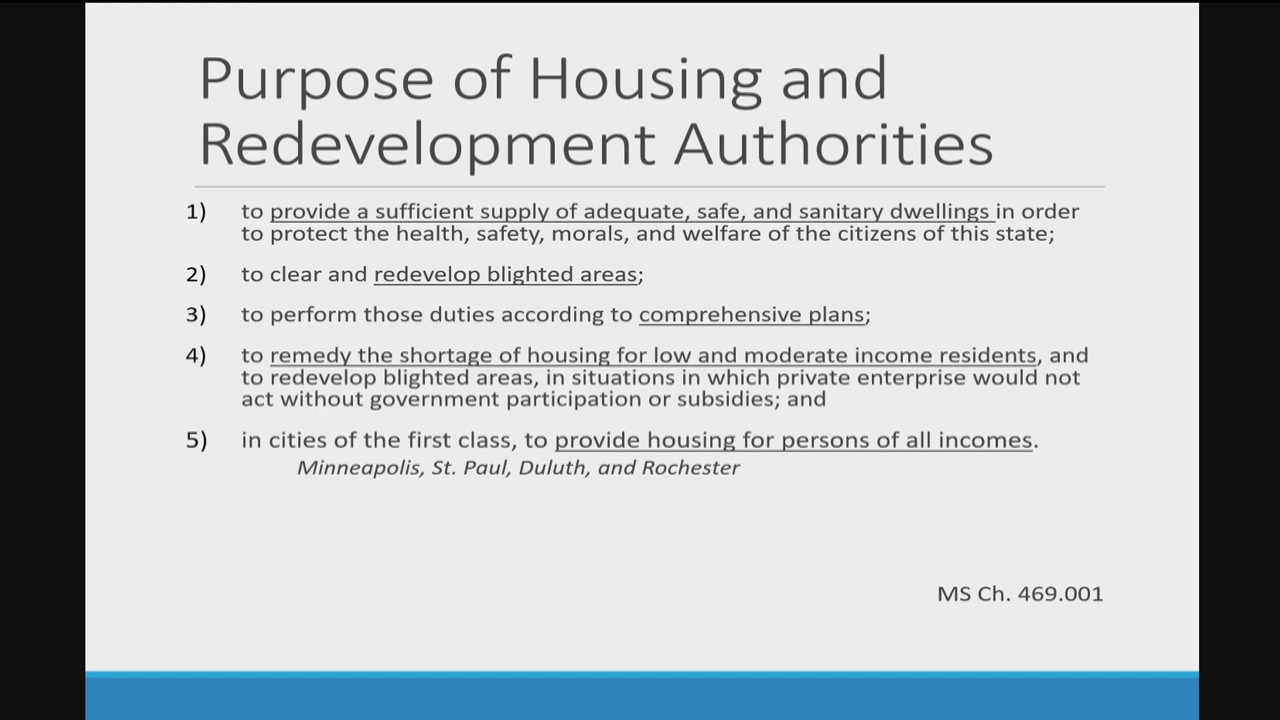 Purpose of Housing and
Redevelopment Authorities
1) to provide a sufficient supply of adequate, safe, and sanitary dwellings in order
to protect the health, safety, morals, and welfare of the citizens of this state;
2) to clear and redevelop blighted areas;
3) to perform those duties according to comprehensive plans;
4) to remedy the shortage of housing for low and moderate income residents, and
to redevelop blighted areas, in situations in which private enterprise would not
act without government participation or subsidies; and
5) in cities of the first class, to provide housing for persons of all incomes.
Minneapolis, St. Paul, Duluth, and Rochester
MS Ch. 469.001